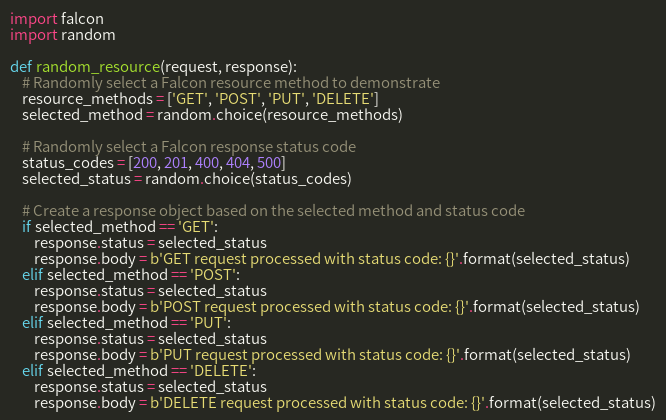 import falcon
import random

def random_resource(request, response):
    # Randomly select a Falcon resource method to demonstrate
    resource_methods = ['GET', 'POST', 'PUT', 'DELETE']
    selected_method = random.choice(resource_methods)

    # Randomly select a Falcon response status code
    status_codes = [200, 201, 400, 404, 500]
    selected_status = random.choice(status_codes)

    # Create a response object based on the selected method and status code
    if selected_method == 'GET':
        response.status = selected_status
        response.body = b'GET request processed with status code: {}'.format(selected_status)
    elif selected_method == 'POST':
        response.status = selected_status
        response.body = b'POST request processed with status code: {}'.format(selected_status)
    elif selected_method == 'PUT':
        response.status = selected_status
        response.body = b'PUT request processed with status code: {}'.format(selected_status)
    elif selected_method == 'DELETE':
        response.status = selected_status
        response.body = b'DELETE request processed with status code: {}'.format(selected_status)